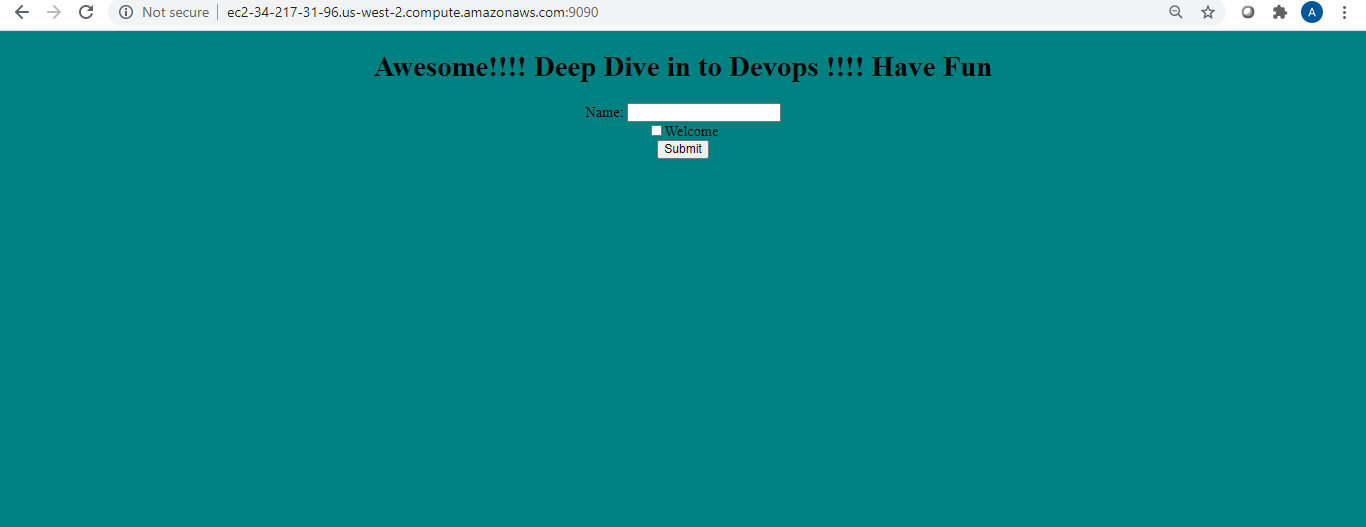 Not secure ec2-34-217-31-96.us-west-2.compute.amazonaws.com:9090
A
Awesome!!!! Deep Dive in to Devops !!!! Have Fun
Name:
Welcome
Submit